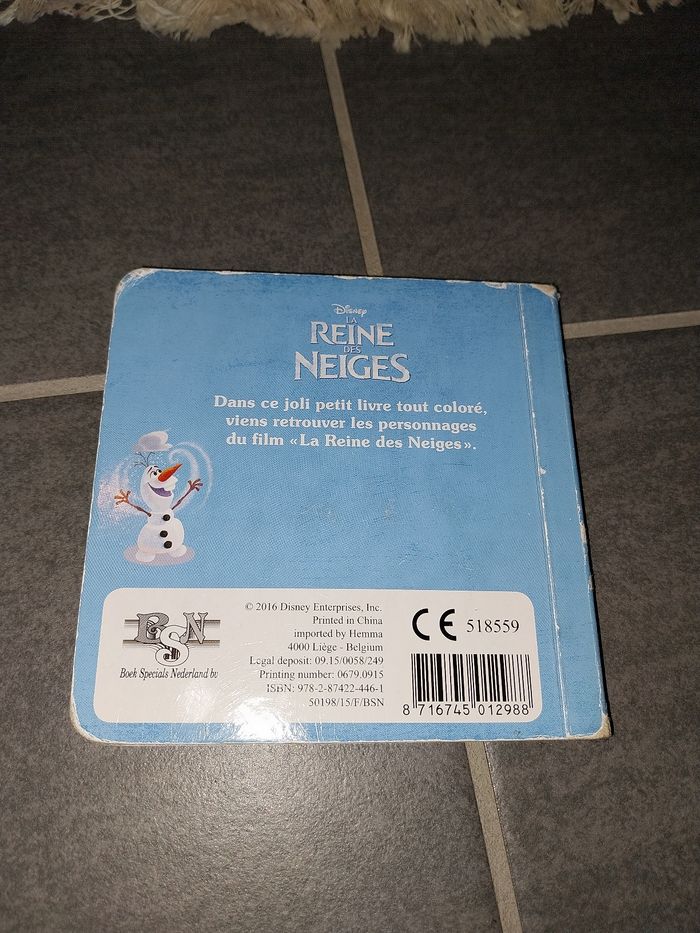 Disney
LA
REINE
DES
NEIGES
Dans ce joli petit livre tout coloré,
viens retrouver les personnages
du film «La Reine des Neiges».
BSN
Boek Specials Nederland bv
© 2016 Disney Enterprises, Inc.
Printed in China
imported by Hemma
4000 Liège - Belgium
Legal deposit: 09.15/0058/249
Printing number: 0679.0915
ISBN: 978-2-87422-446-1
50198/15/F/BSN
CE 518559
8 716745 012988